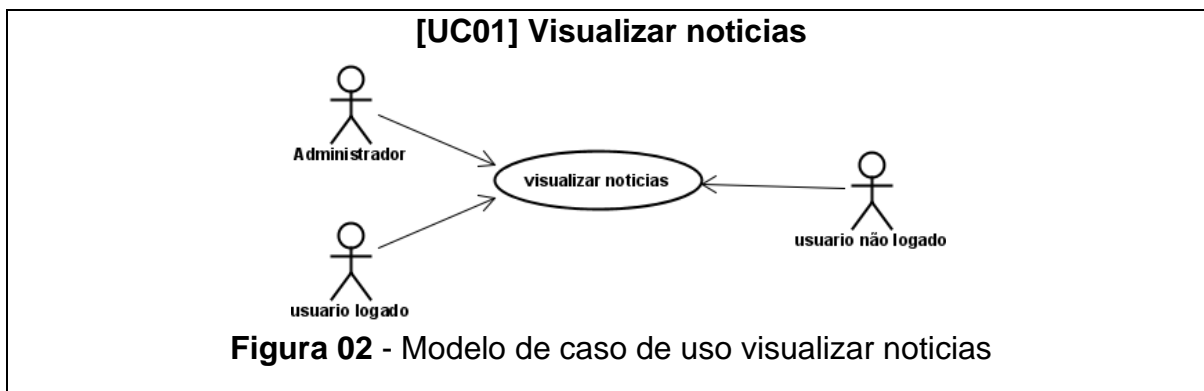 [UC01] Visualizar noticias
Administrador
visualizar noticias
usuario não logado
usuario logado
Figura 02 - Modelo de caso de uso visualizar noticias